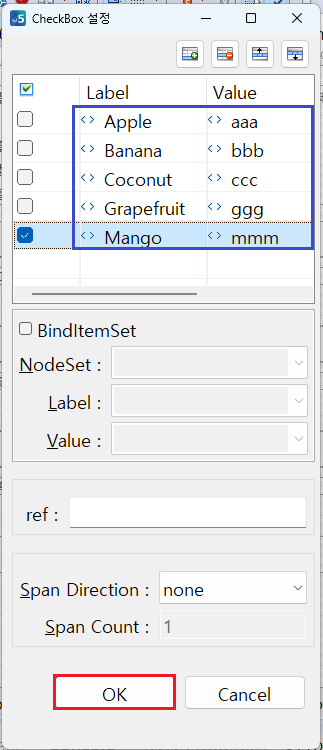 w5 CheckBox 설정
Label Value
<> Apple <> aaa
<> Banana <> bbb
<> Coconut <> ccc
<> Grapefruit <> ggg
<> Mango <> mmm
BindItemSet
NodeSet :
Label :
Value :
ref :
Span Direction : none
Span Count : 1
OK Cancel